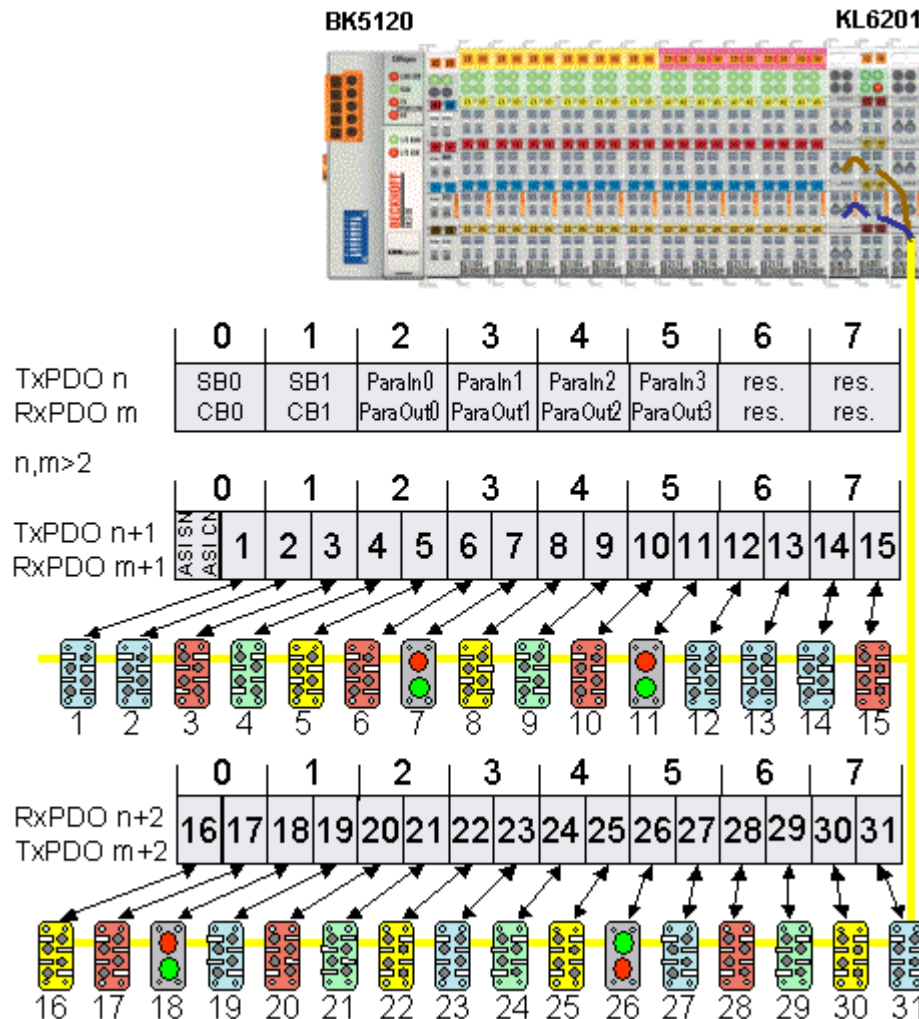 BK5120 KL6201
BECKHOFF
0 1 2 3 4 5 6 7
TxPDO n SB0 SB1 ParaIn0 ParaIn1 ParaIn2 ParaIn3 res. res.
RxPDO m CB0 CB1 ParaOut0 ParaOut1 ParaOut2 ParaOut3 res. res.
n,m>2
0 1 2 3 4 5 6 7
TxPDO n+1
RxPDO m+1
ASI SN
ASI CN
1 2 3 4 5 6 7 8 9 10 11 12 13 14 15
1 2 3 4 5 6 7 8 9 10 11 12 13 14 15
0 1 2 3 4 5 6 7
RxPDO n+2
TxPDO m+2
16 17 18 19 20 21 22 23 24 25 26 27 28 29 30 31
16 17 18 19 20 21 22 23 24 25 26 27 28 29 30 31